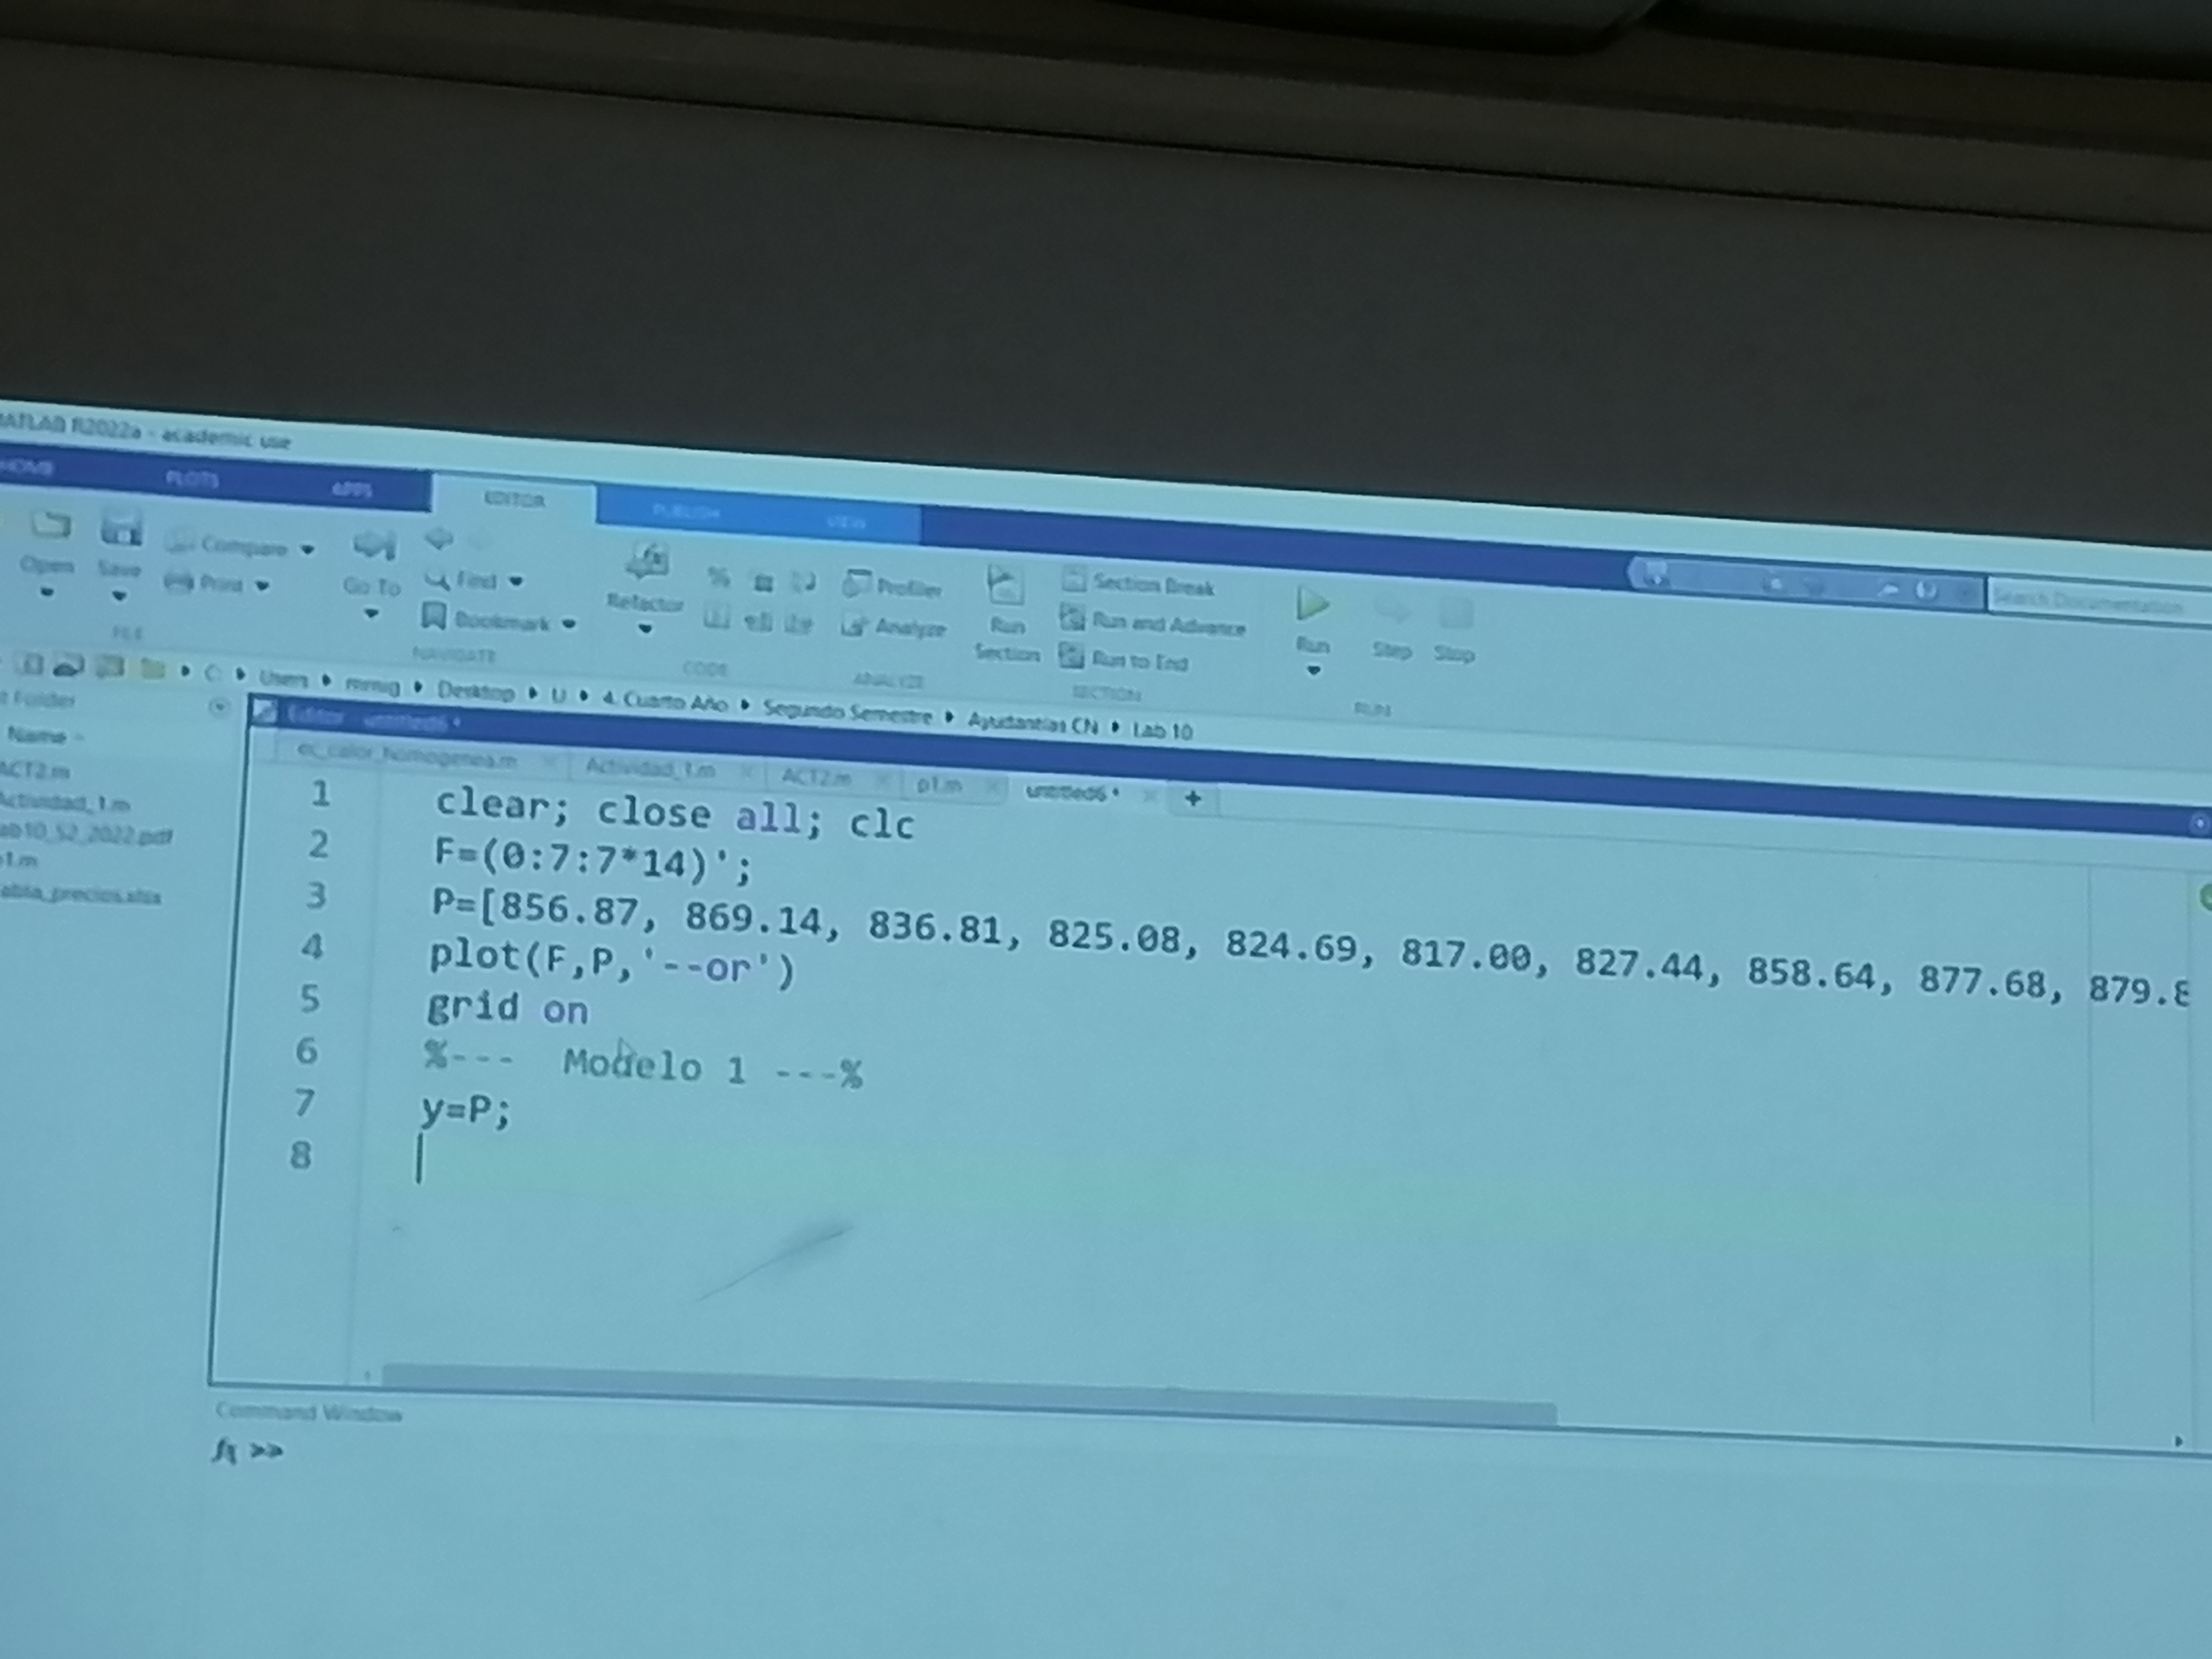 MATLAB R2022a - academic use
HOME PLOTS APPS EDITOR PUBLISH VIEW
Search Documentation
Open Save Compare Print
Go To Find Bookmark
Refactor
Profiler Analyze
Run Section
Section Break
Run and Advance
Run to End
Run Step Stop
FILE NAVIGATE CODE ANALYZE SECTION RUN
C: Users Desktop U 4. Cuarto Año Segundo Semestre Ayudantías CN Lab 10
t Folder
Name
ACT2.m
Actividad_1.m
ab10_S2_2022.pdf
p1.m
abla_precios.xlsx
Editor - untitled6*
ec_calor_homogenea.m Actividad_1.m ACT2.m p1.m untitled6* +
1 clear; close all; clc
2 F=(0:7:7*14)';
3 P=[856.87, 869.14, 836.81, 825.08, 824.69, 817.00, 827.44, 858.64, 877.68, 879.8
4 plot(F,P,'--or')
5 grid on
6 %--- Modelo 1 ---%
7 y=P;
8
Command Window
fx >>